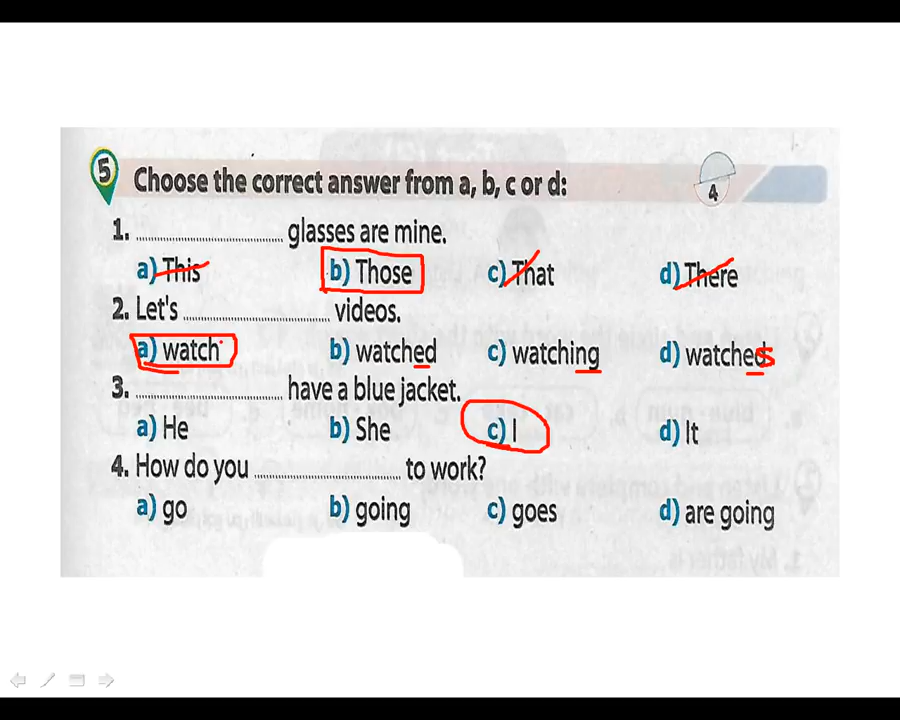 5 Choose the correct answer from a, b, c or d:
4
1. ........................ glasses are mine.
a) This b) Those c) That d) There
2. Let's ........................ videos.
a) watch b) watched c) watching d) watcheds
3. ........................ have a blue jacket.
a) He b) She c) I d) It
4. How do you ........................ to work?
a) go b) going c) goes d) are going